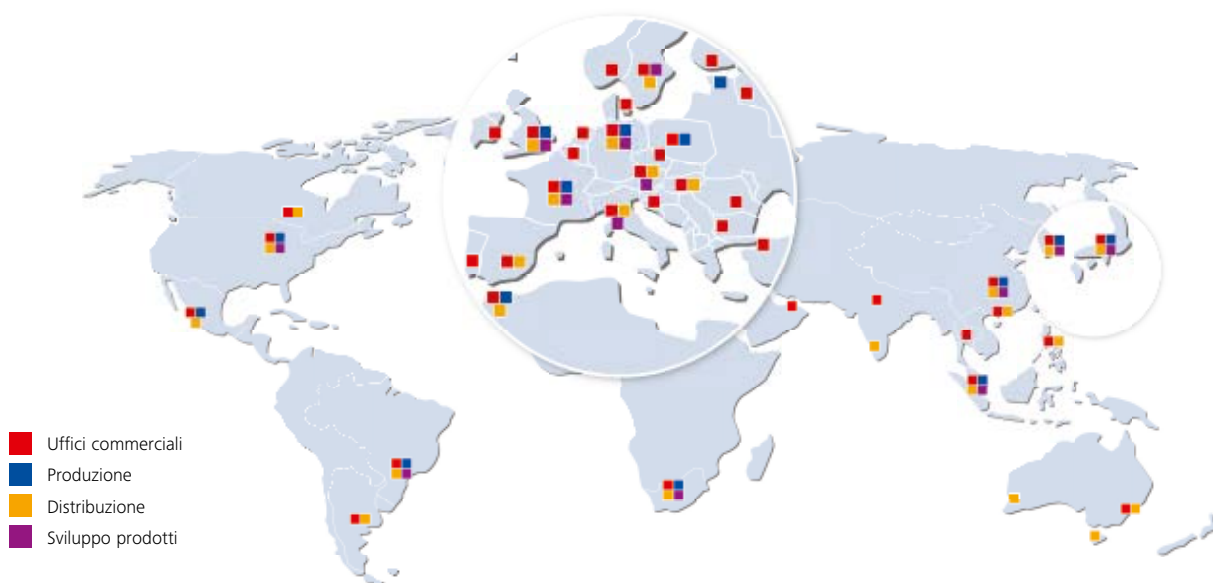 Uffici commerciali
Produzione
Distribuzione
Sviluppo prodotti